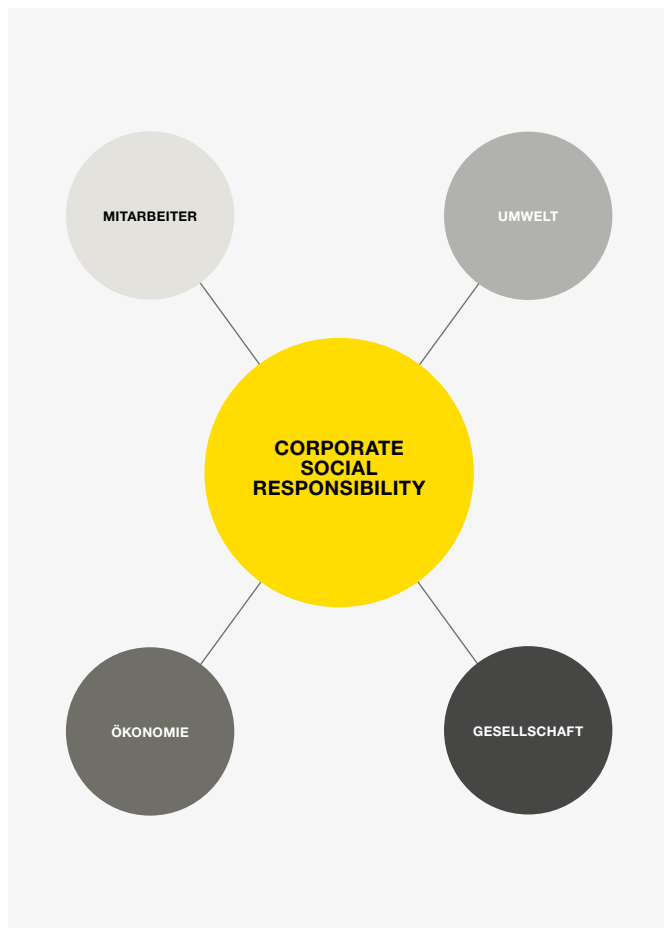 MITARBEITER
UMWELT
CORPORATE
SOCIAL
RESPONSIBILITY
ÖKONOMIE
GESELLSCHAFT